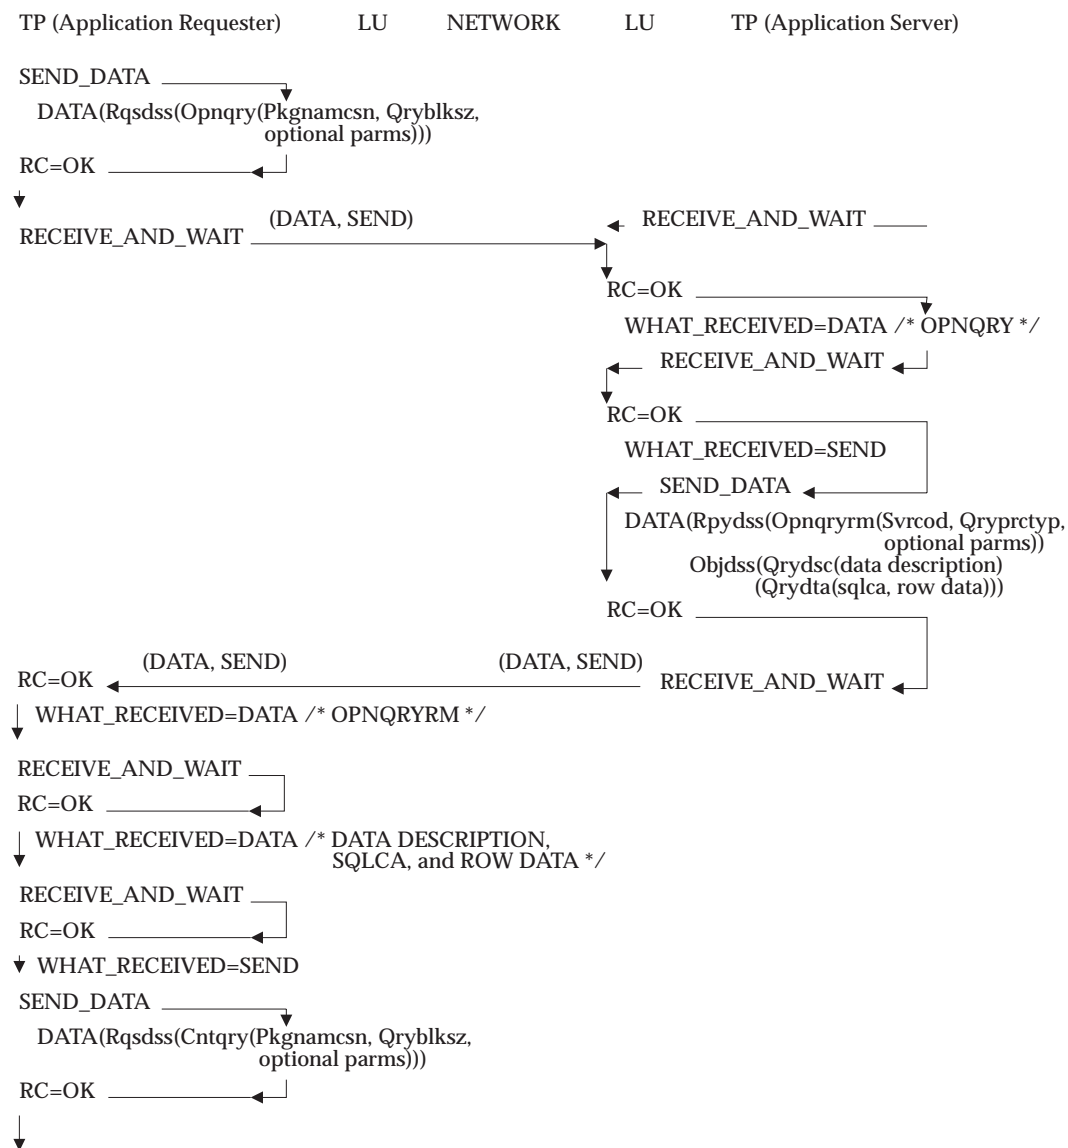 TP (Application Requester) LU NETWORK LU TP (Application Server)
SEND_DATA
DATA(Rqsdss(Opnqry(Pkgnamcsn, Qryblksz,
optional parms)))
RC=OK
(DATA, SEND)
RECEIVE_AND_WAIT
RECEIVE_AND_WAIT
RC=OK
WHAT_RECEIVED=DATA /* OPNQRY */
RECEIVE_AND_WAIT
RC=OK
WHAT_RECEIVED=SEND
SEND_DATA
DATA(Rpydss(Opnqryrm(Svrcod, Qryprctyp,
optional parms))
Objdss(Qrydsc(data description)
(Qrydta(sqlca, row data)))
RC=OK
(DATA, SEND) (DATA, SEND)
RC=OK RECEIVE_AND_WAIT
WHAT_RECEIVED=DATA /* OPNQRYRM */
RECEIVE_AND_WAIT
RC=OK
WHAT_RECEIVED=DATA /* DATA DESCRIPTION,
SQLCA, and ROW DATA */
RECEIVE_AND_WAIT
RC=OK
WHAT_RECEIVED=SEND
SEND_DATA
DATA(Rqsdss(Cntqry(Pkgnamcsn, Qryblksz,
optional parms)))
RC=OK